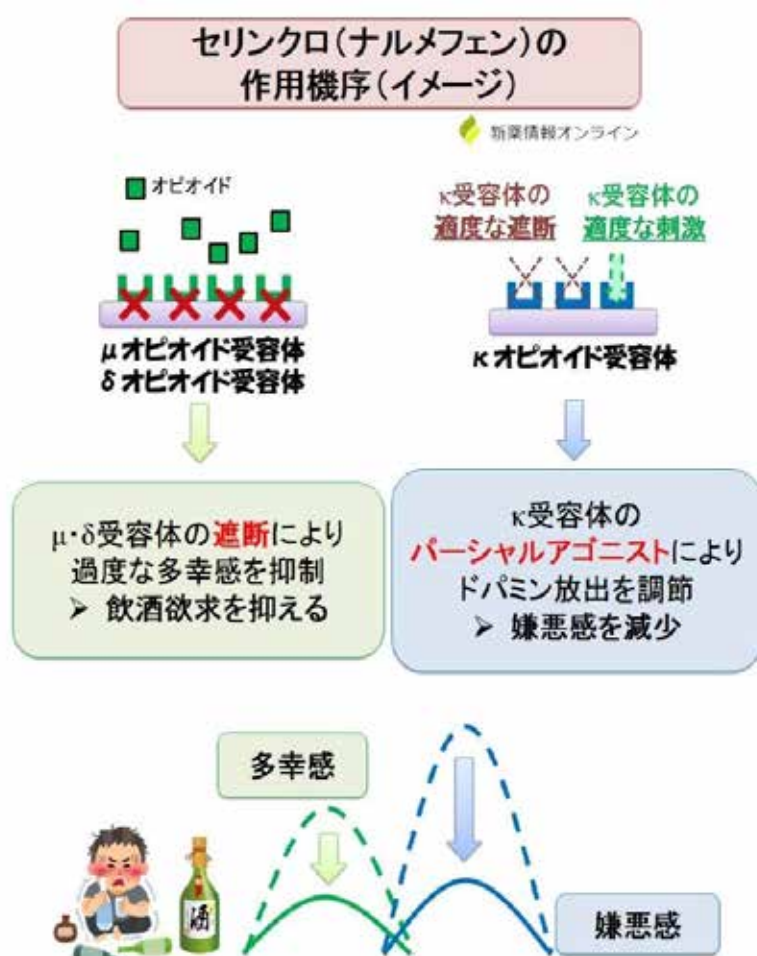 セリンクロ(ナルメフェン)の
作用機序(イメージ)
新薬情報オンライン
オピオイド
μオピオイド受容体
δオピオイド受容体
κ受容体の
適度な遮断
κ受容体の
適度な刺激
κオピオイド受容体
μ・δ受容体の遮断により
過度な多幸感を抑制
➤ 飲酒欲求を抑える
κ受容体の
パーシャルアゴニストにより
ドパミン放出を調節
➤ 嫌悪感を減少
多幸感
酒
嫌悪感